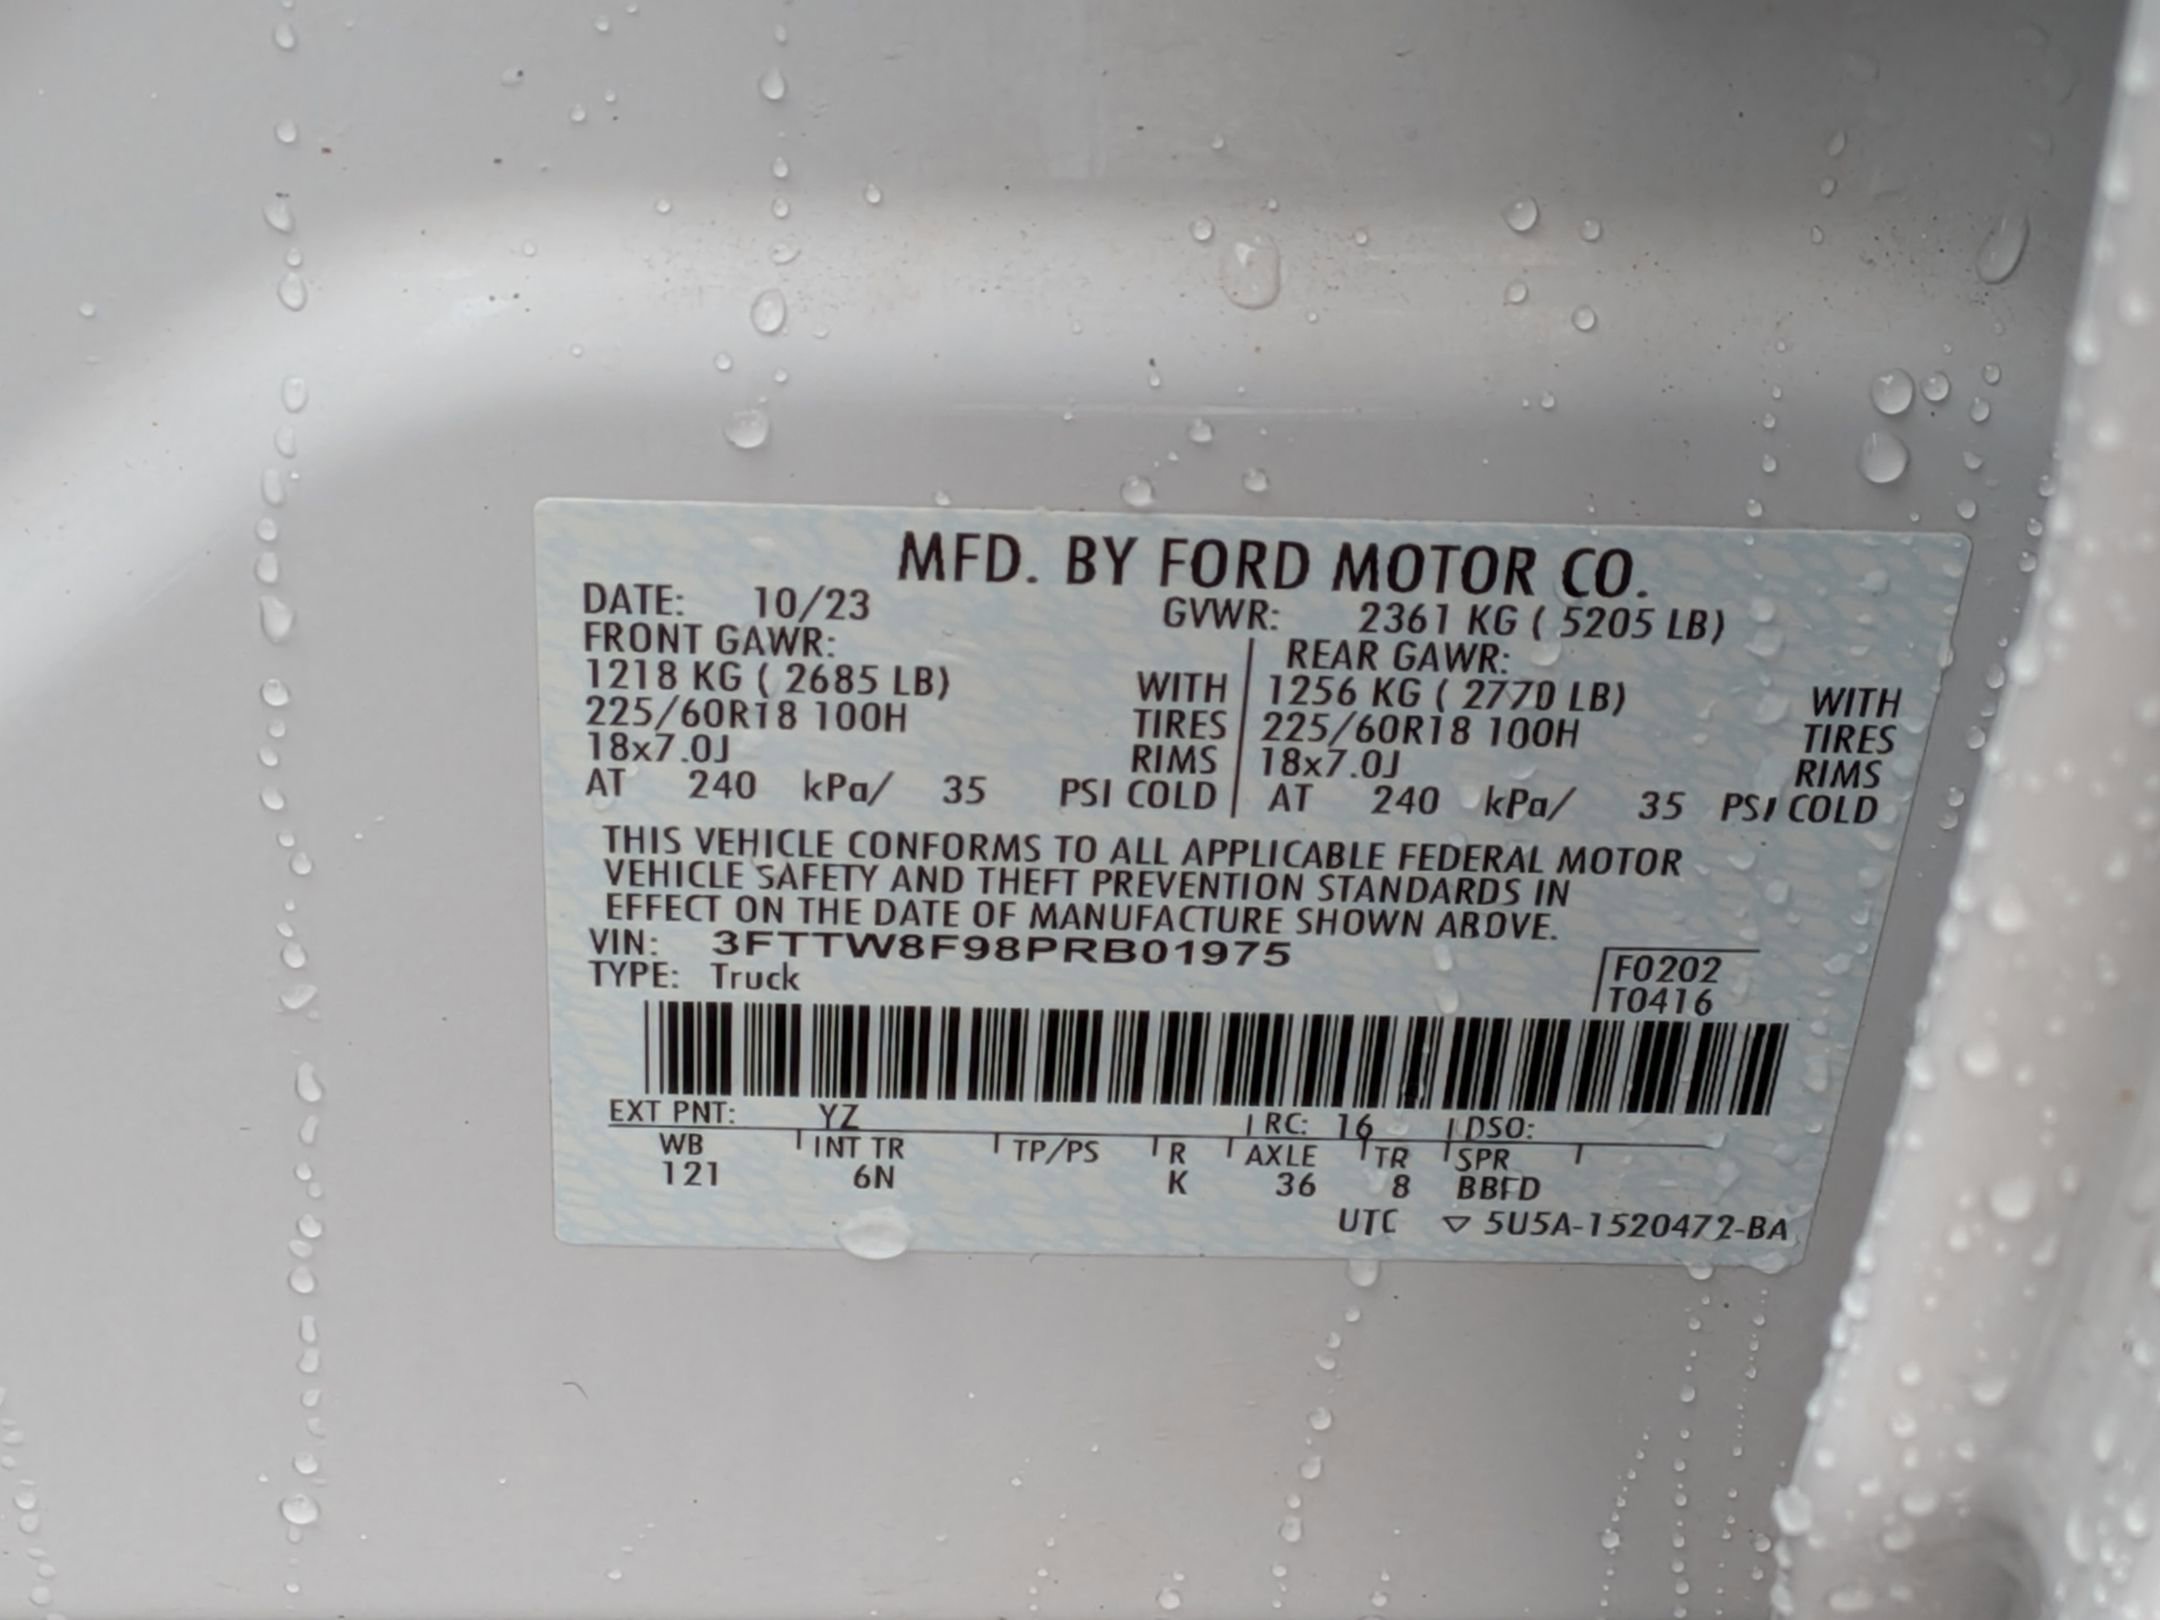 MFD. BY FORD MOTOR CO.
DATE: 10/23 GVWR: 2361 KG ( 5205 LB)
FRONT GAWR: REAR GAWR:
1218 KG ( 2685 LB) WITH 1256 KG ( 2770 LB) WITH
225/60R18 100H TIRES 225/60R18 100H TIRES
18x7.0J RIMS 18x7.0J RIMS
AT 240 kPa/ 35 PSI COLD AT 240 kPa/ 35 PSI COLD
THIS VEHICLE CONFORMS TO ALL APPLICABLE FEDERAL MOTOR
VEHICLE SAFETY AND THEFT PREVENTION STANDARDS IN
EFFECT ON THE DATE OF MANUFACTURE SHOWN ABOVE.
VIN: 3FTTW8F98PRB01975
TYPE: Truck
F0202
T0416
EXT PNT: YZ RC: 16 DSO:
WB INT TR TP/PS R AXLE TR SPR
121 6N K 36 8 BBFD
UTC ▽ 5U5A-1520472-BA